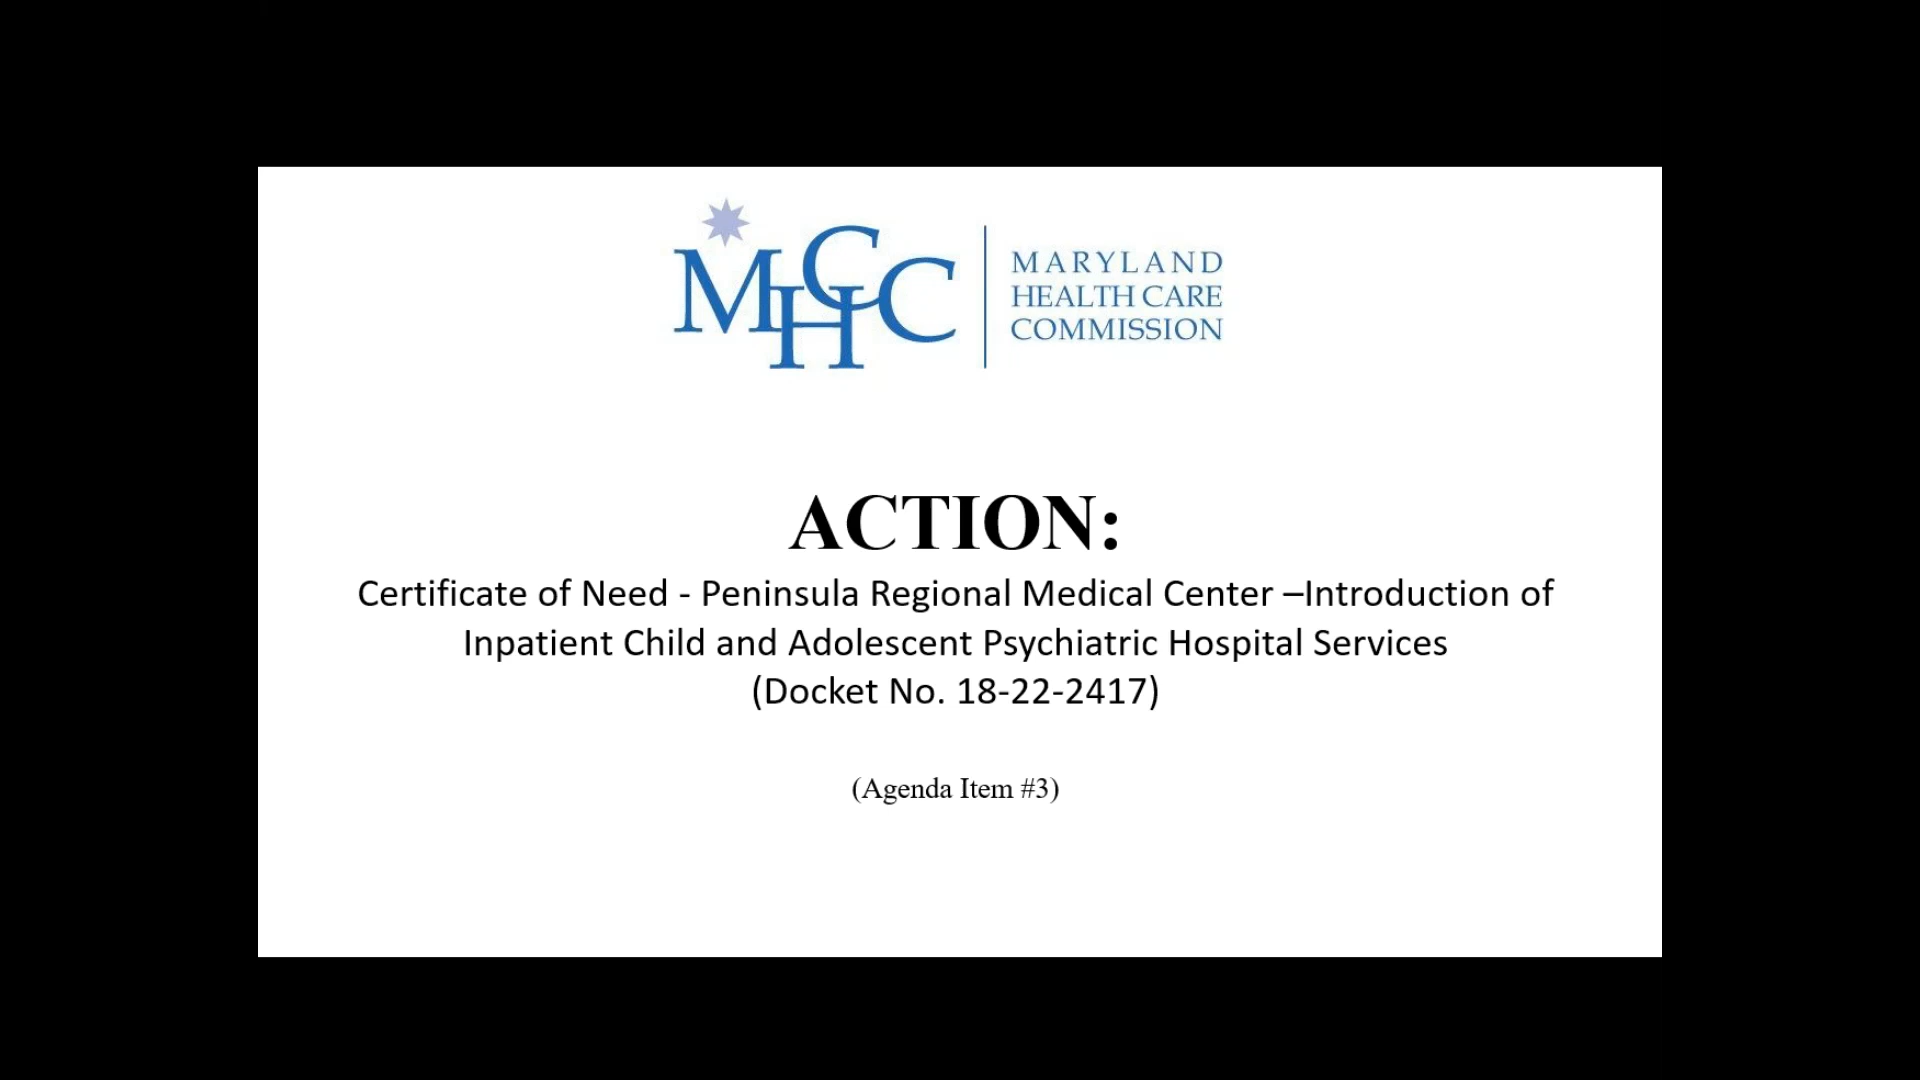 MHCC
MARYLAND
HEALTH CARE
COMMISSION
ACTION:
Certificate of Need - Peninsula Regional Medical Center –Introduction of
Inpatient Child and Adolescent Psychiatric Hospital Services
(Docket No. 18-22-2417)
(Agenda Item #3)